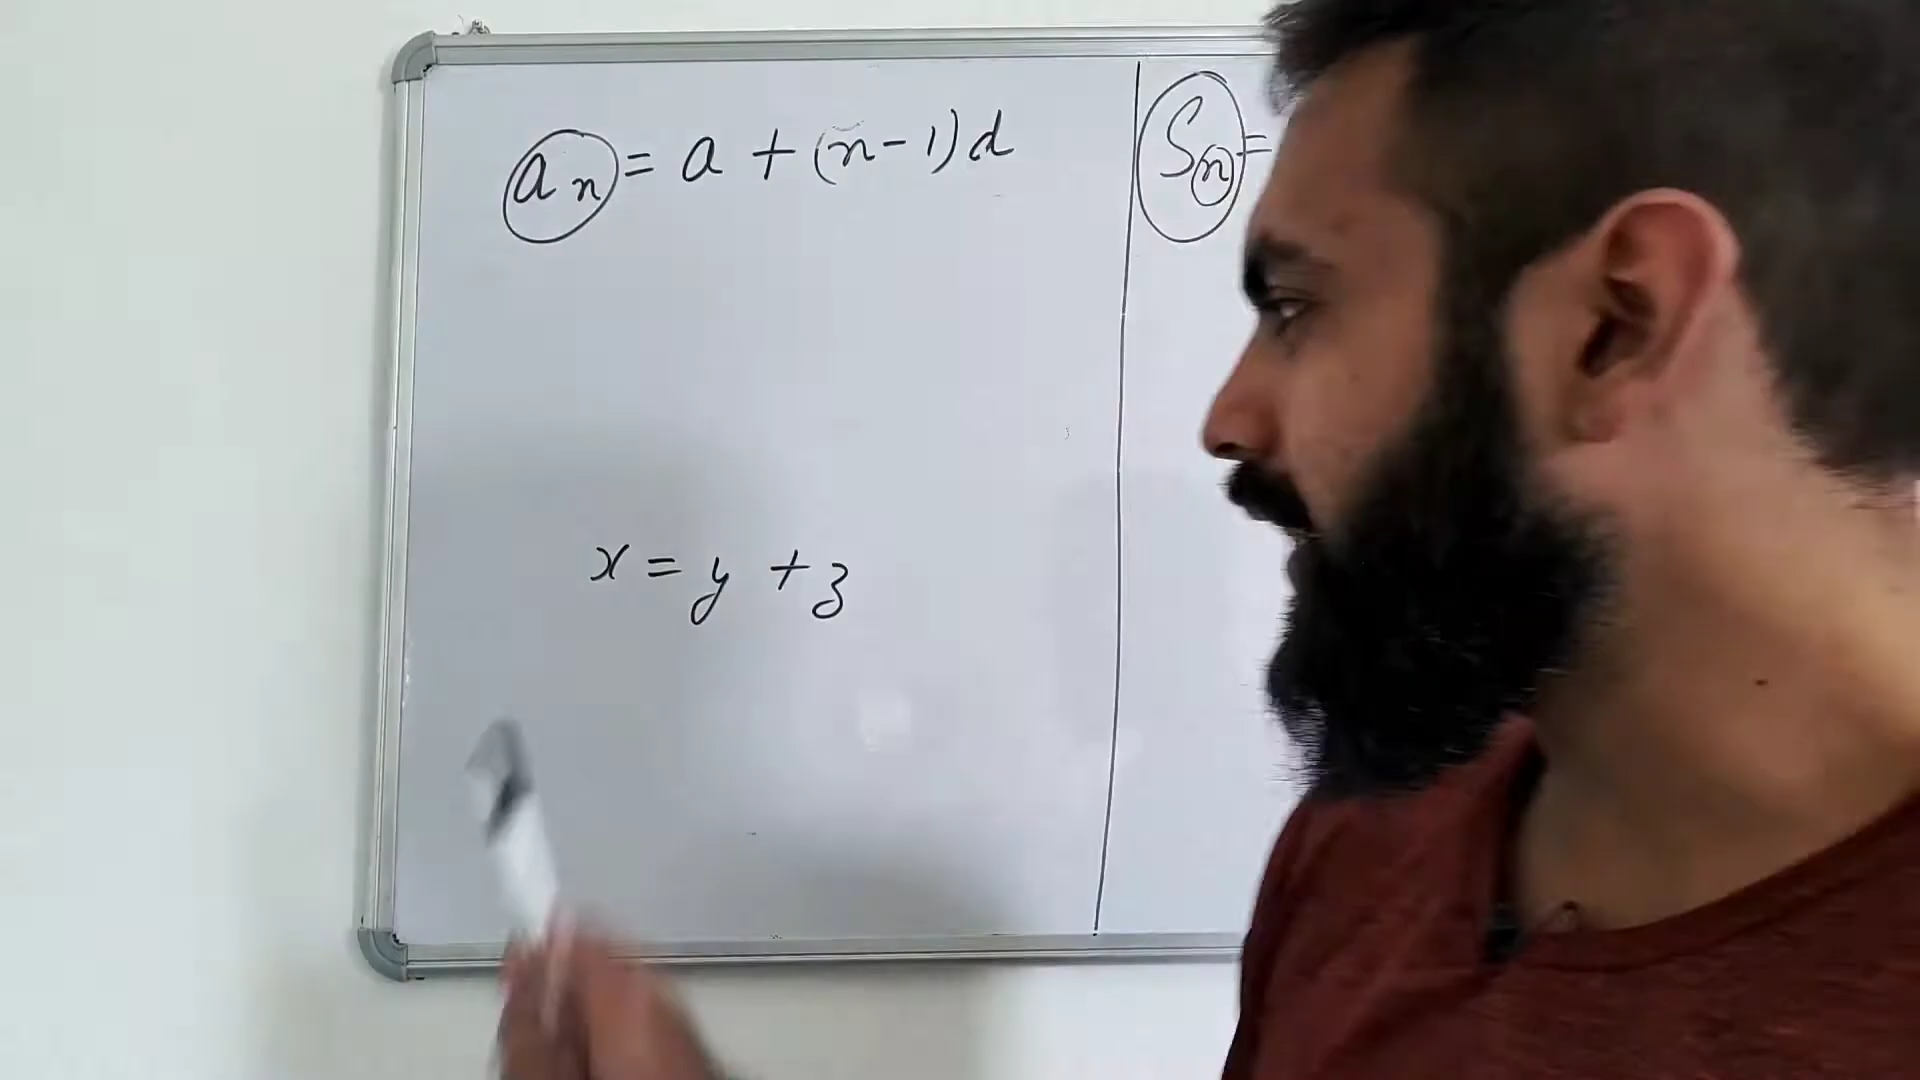 aₙ = a + (n-1)d
Sₙ =
x = y + z